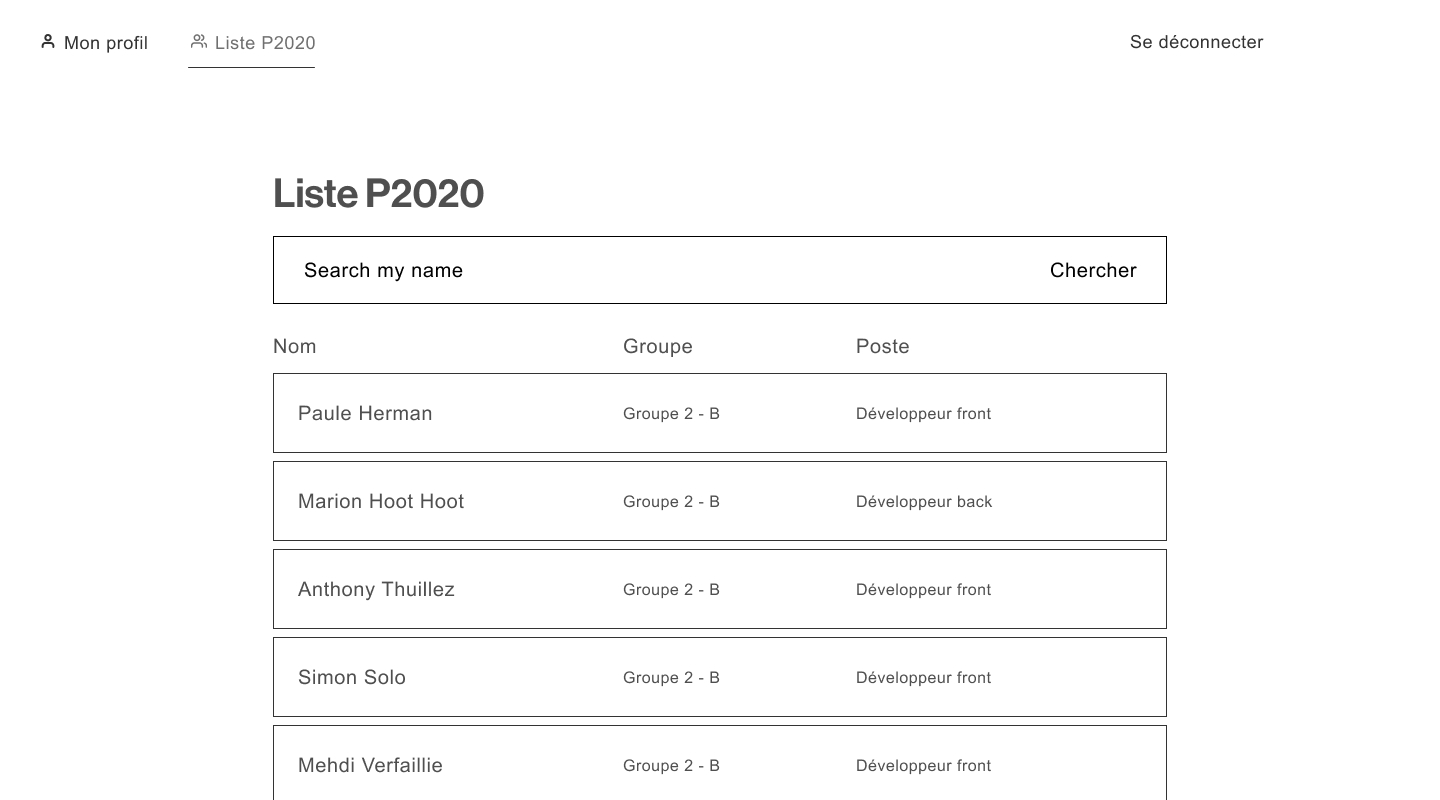 Mon profil Liste P2020 Se déconnecter
Liste P2020
Search my name Chercher
Nom Groupe Poste
Paule Herman Groupe 2 - B Développeur front
Marion Hoot Hoot Groupe 2 - B Développeur back
Anthony Thuillez Groupe 2 - B Développeur front
Simon Solo Groupe 2 - B Développeur front
Mehdi Verfaillie Groupe 2 - B Développeur front